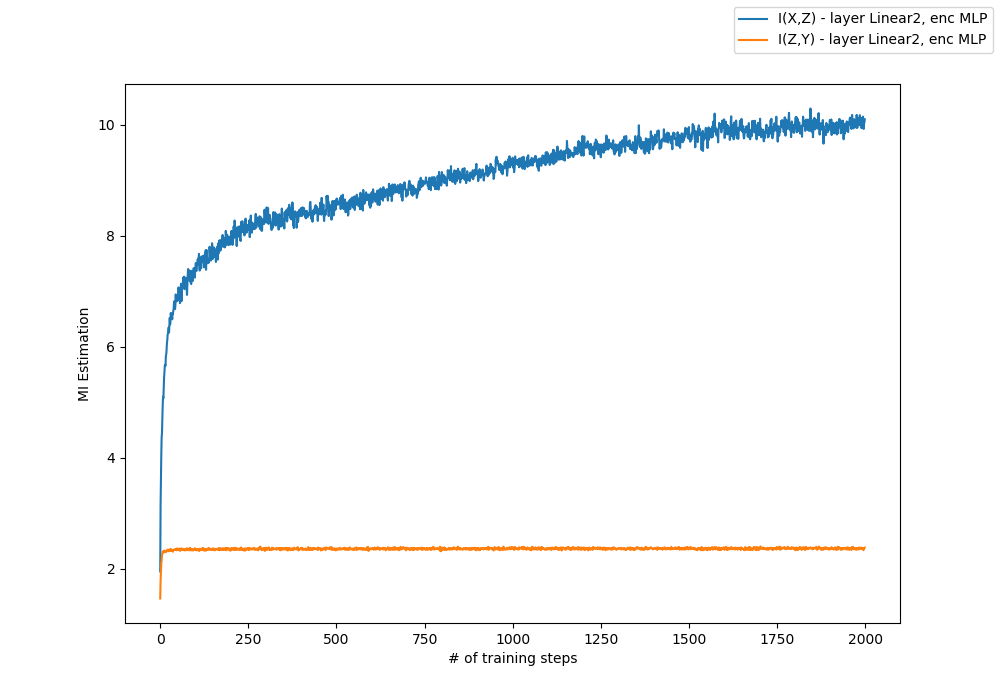 I(X,Z) - layer Linear2, enc MLP
I(Z,Y) - layer Linear2, enc MLP
10
8
6
4
2
MI Estimation
0 250 500 750 1000 1250 1500 1750 2000
# of training steps